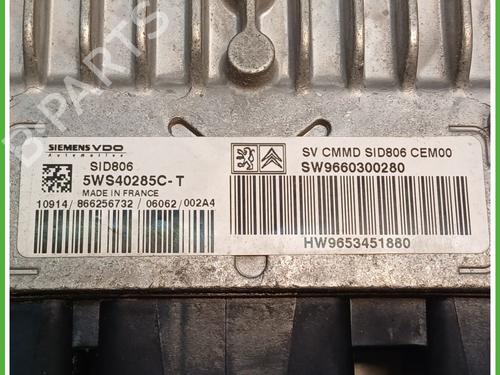 SIEMENS VDO
Automotive
SID806
5WS40285C-T
MADE IN FRANCE
10914/ 866256732 /06062/002A4
SV CMMD SID806 CEM00
SW9660300280
HW9653451880
B-PARTS